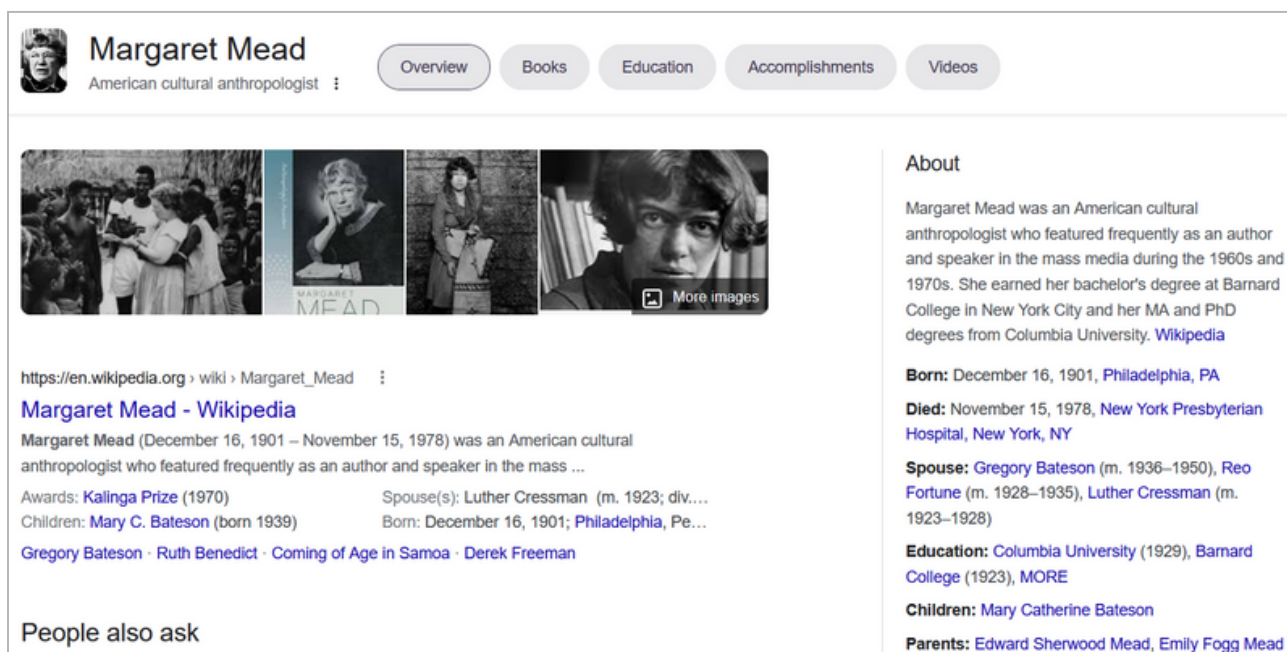 Margaret Mead
American cultural anthropologist
Overview
Books
Education
Accomplishments
Videos
MARGARET
MEAD
More images
https://en.wikipedia.org › wiki › Margaret_Mead
Margaret Mead - Wikipedia
Margaret Mead (December 16, 1901 – November 15, 1978) was an American cultural
anthropologist who featured frequently as an author and speaker in the mass ...
Awards: Kalinga Prize (1970)
Spouse(s): Luther Cressman (m. 1923; div....
Children: Mary C. Bateson (born 1939)
Born: December 16, 1901; Philadelphia, Pe...
Gregory Bateson · Ruth Benedict · Coming of Age in Samoa · Derek Freeman
People also ask
About
Margaret Mead was an American cultural
anthropologist who featured frequently as an author
and speaker in the mass media during the 1960s and
1970s. She earned her bachelor's degree at Barnard
College in New York City and her MA and PhD
degrees from Columbia University. Wikipedia
Born: December 16, 1901, Philadelphia, PA
Died: November 15, 1978, New York Presbyterian
Hospital, New York, NY
Spouse: Gregory Bateson (m. 1936–1950), Reo
Fortune (m. 1928–1935), Luther Cressman (m.
1923–1928)
Education: Columbia University (1929), Barnard
College (1923), MORE
Children: Mary Catherine Bateson
Parents: Edward Sherwood Mead, Emily Fogg Mead